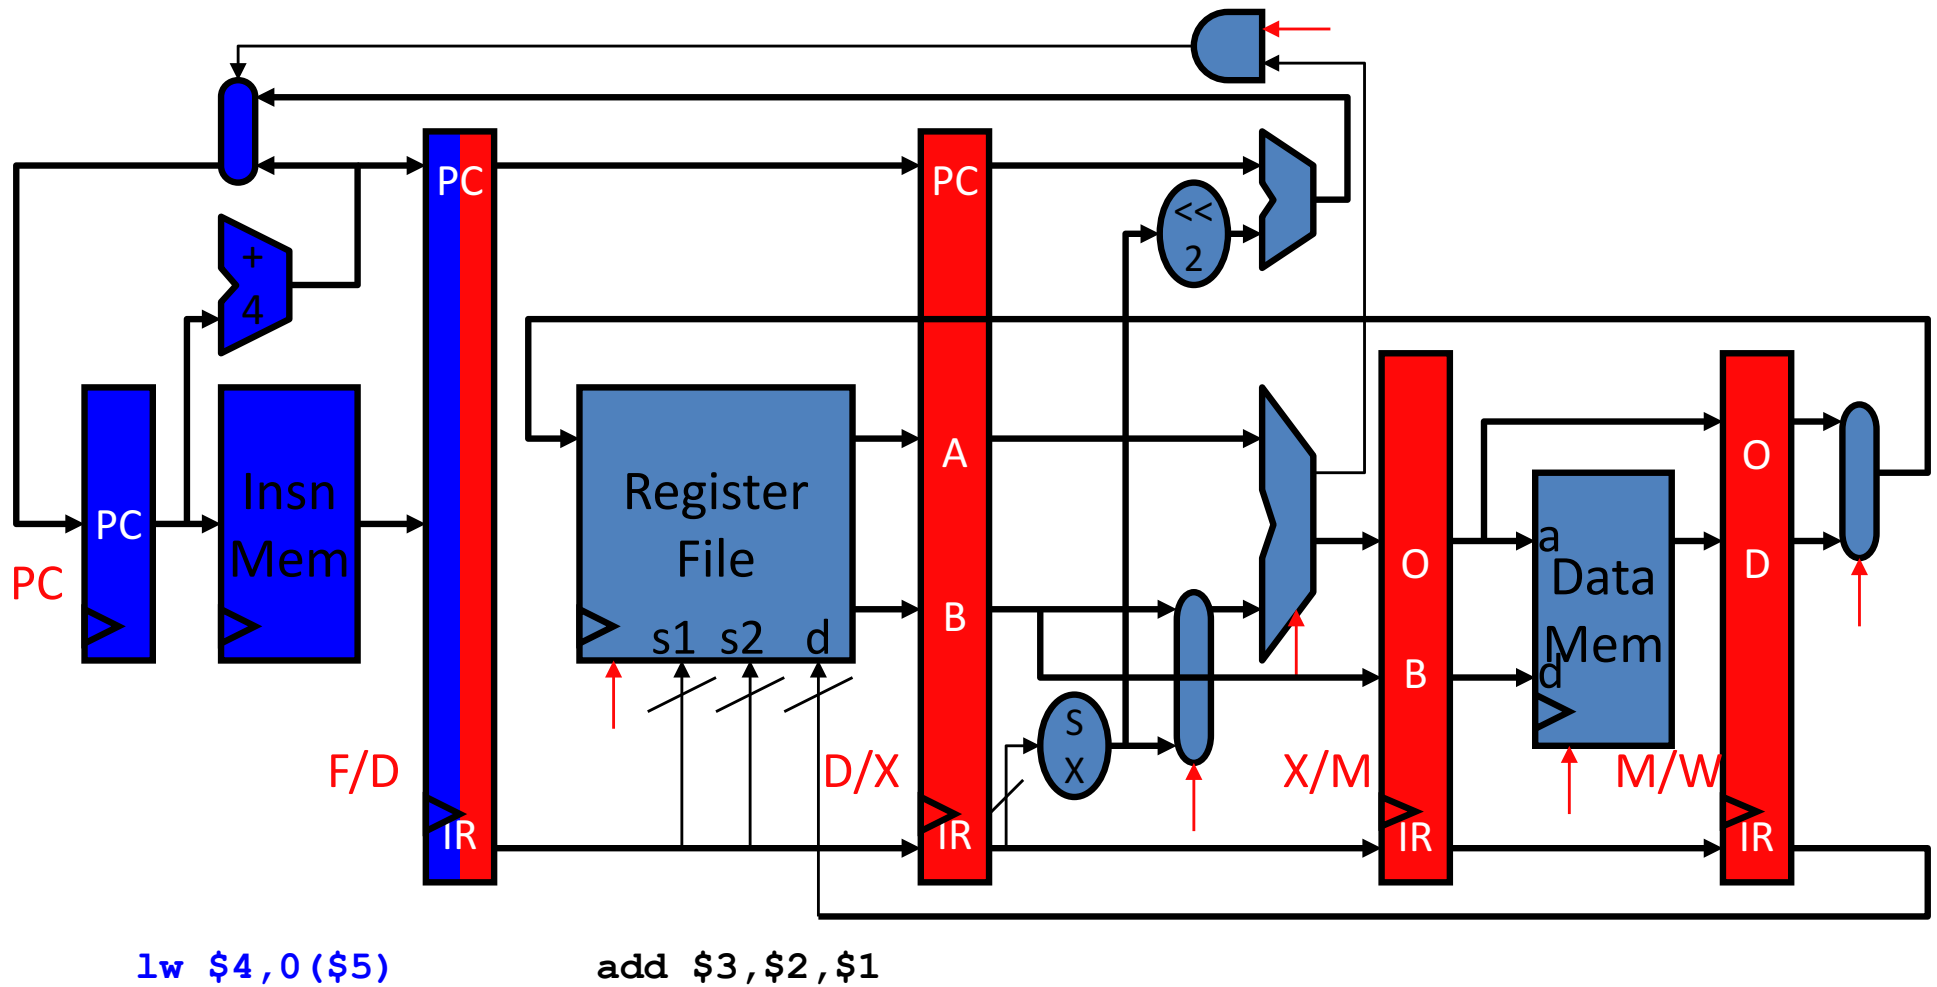 PC
PC
<<
2
+
4
A
O
Insn
Mem
Register
File
PC
a
O
D
Data
Mem
d
PC
B
s1 s2 d
B
S
X
F/D
D/X
X/M
M/W
IR
IR
IR
IR
lw $4,0($5)
add $3,$2,$1